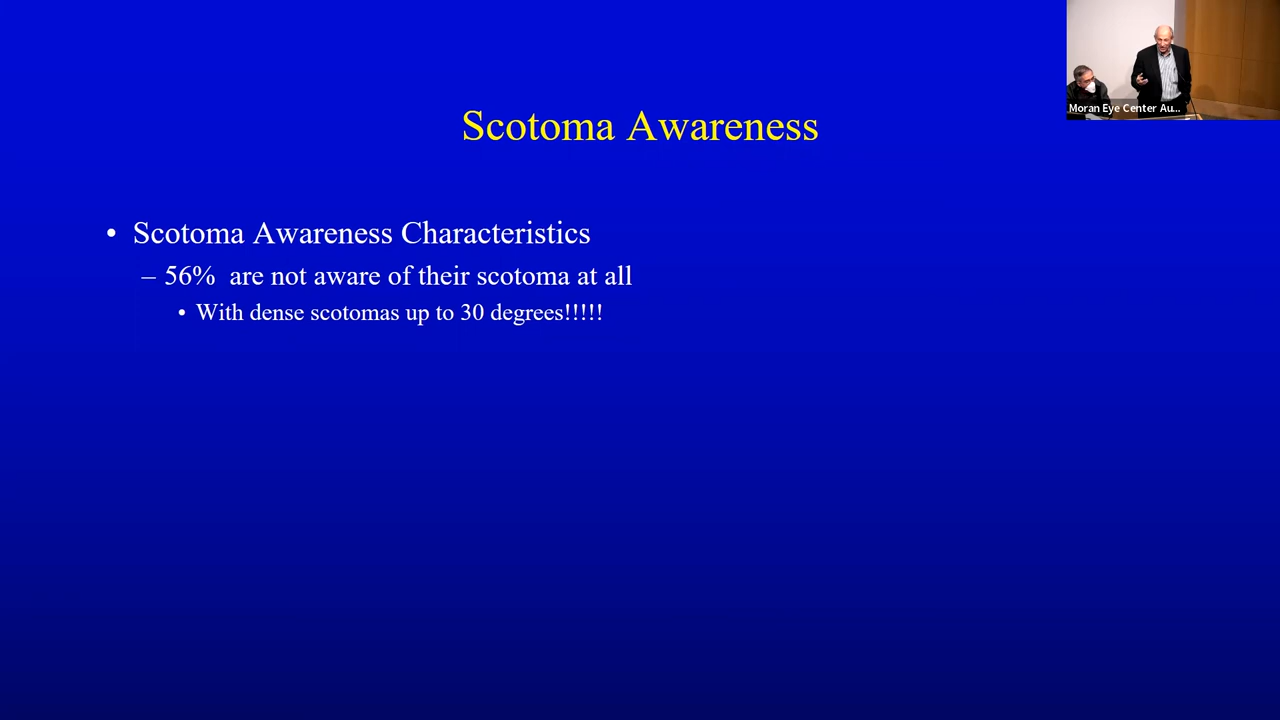 Moran Eye Center Au...
Scotoma Awareness
• Scotoma Awareness Characteristics
– 56%  are not aware of their scotoma at all
• With dense scotomas up to 30 degrees!!!!!